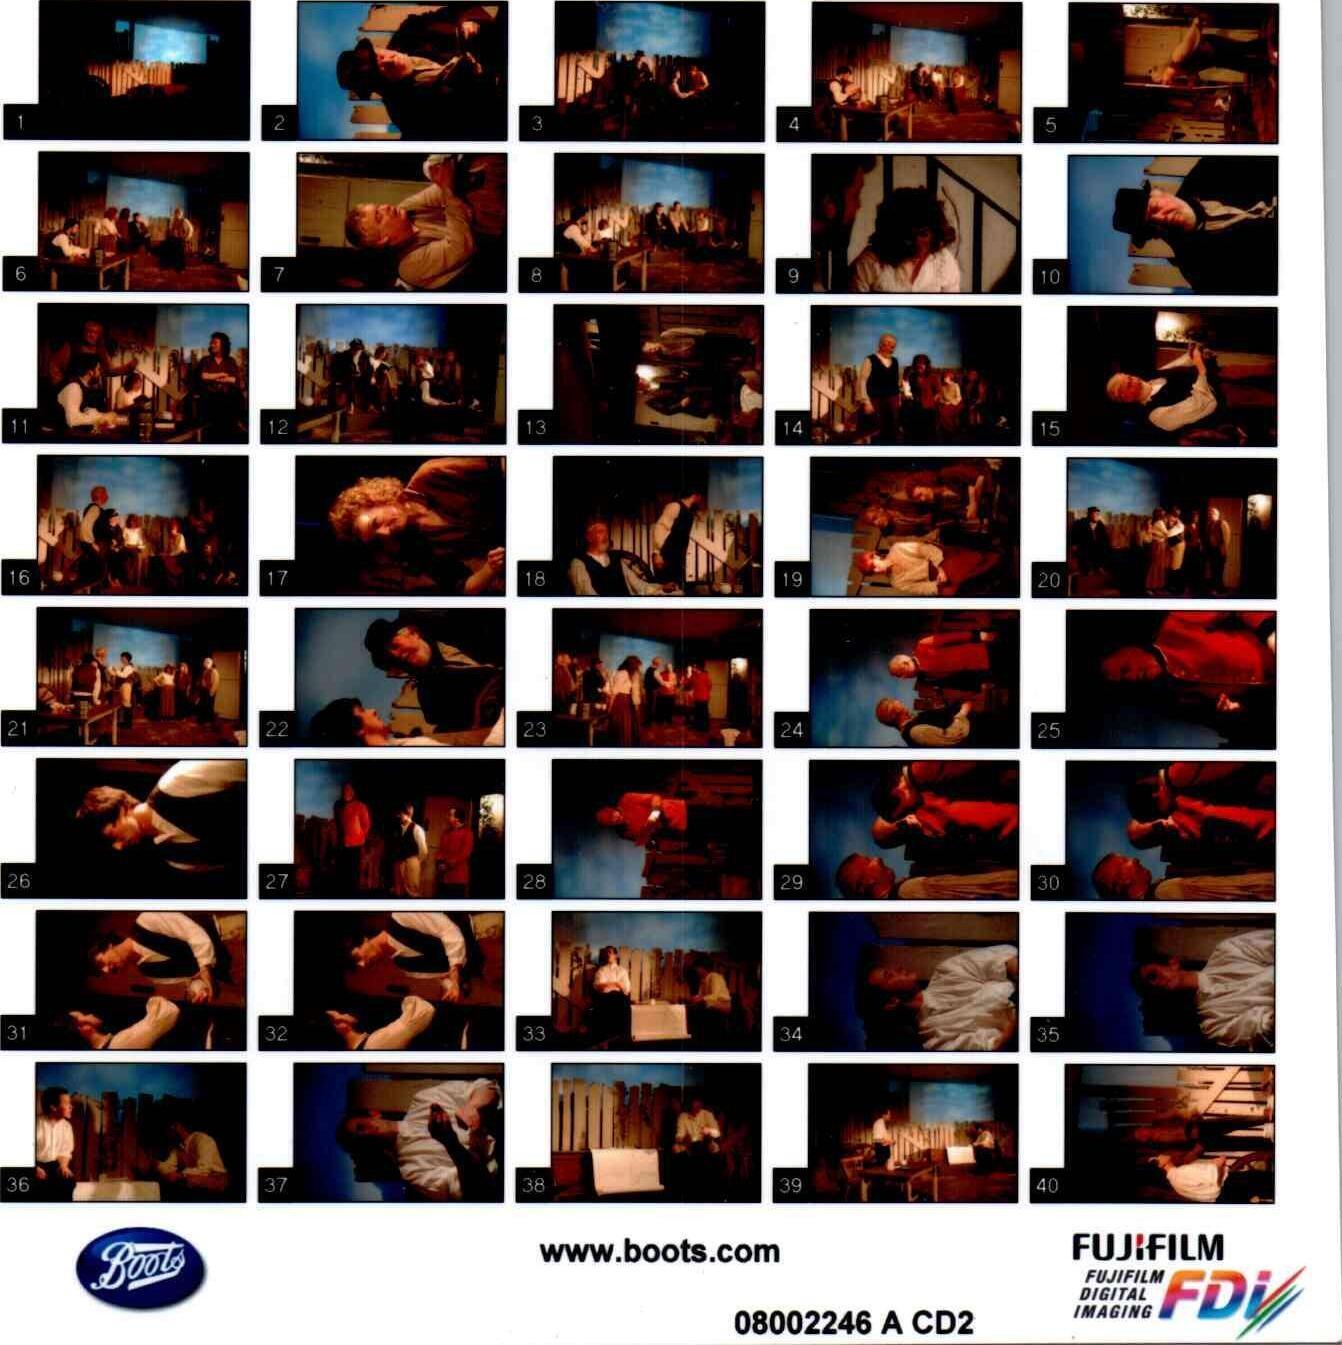 1 2 3 4 5
6 7 8 9 10
11 12 13 14 15
16 17 18 19 20
21 22 23 24 25
26 27 28 29 30
31 32 33 34 35
36 37 38 39 40
Boots
www.boots.com
FUJIFILM
FUJIFILM
DIGITAL
IMAGING
FDi
08002246 A CD2